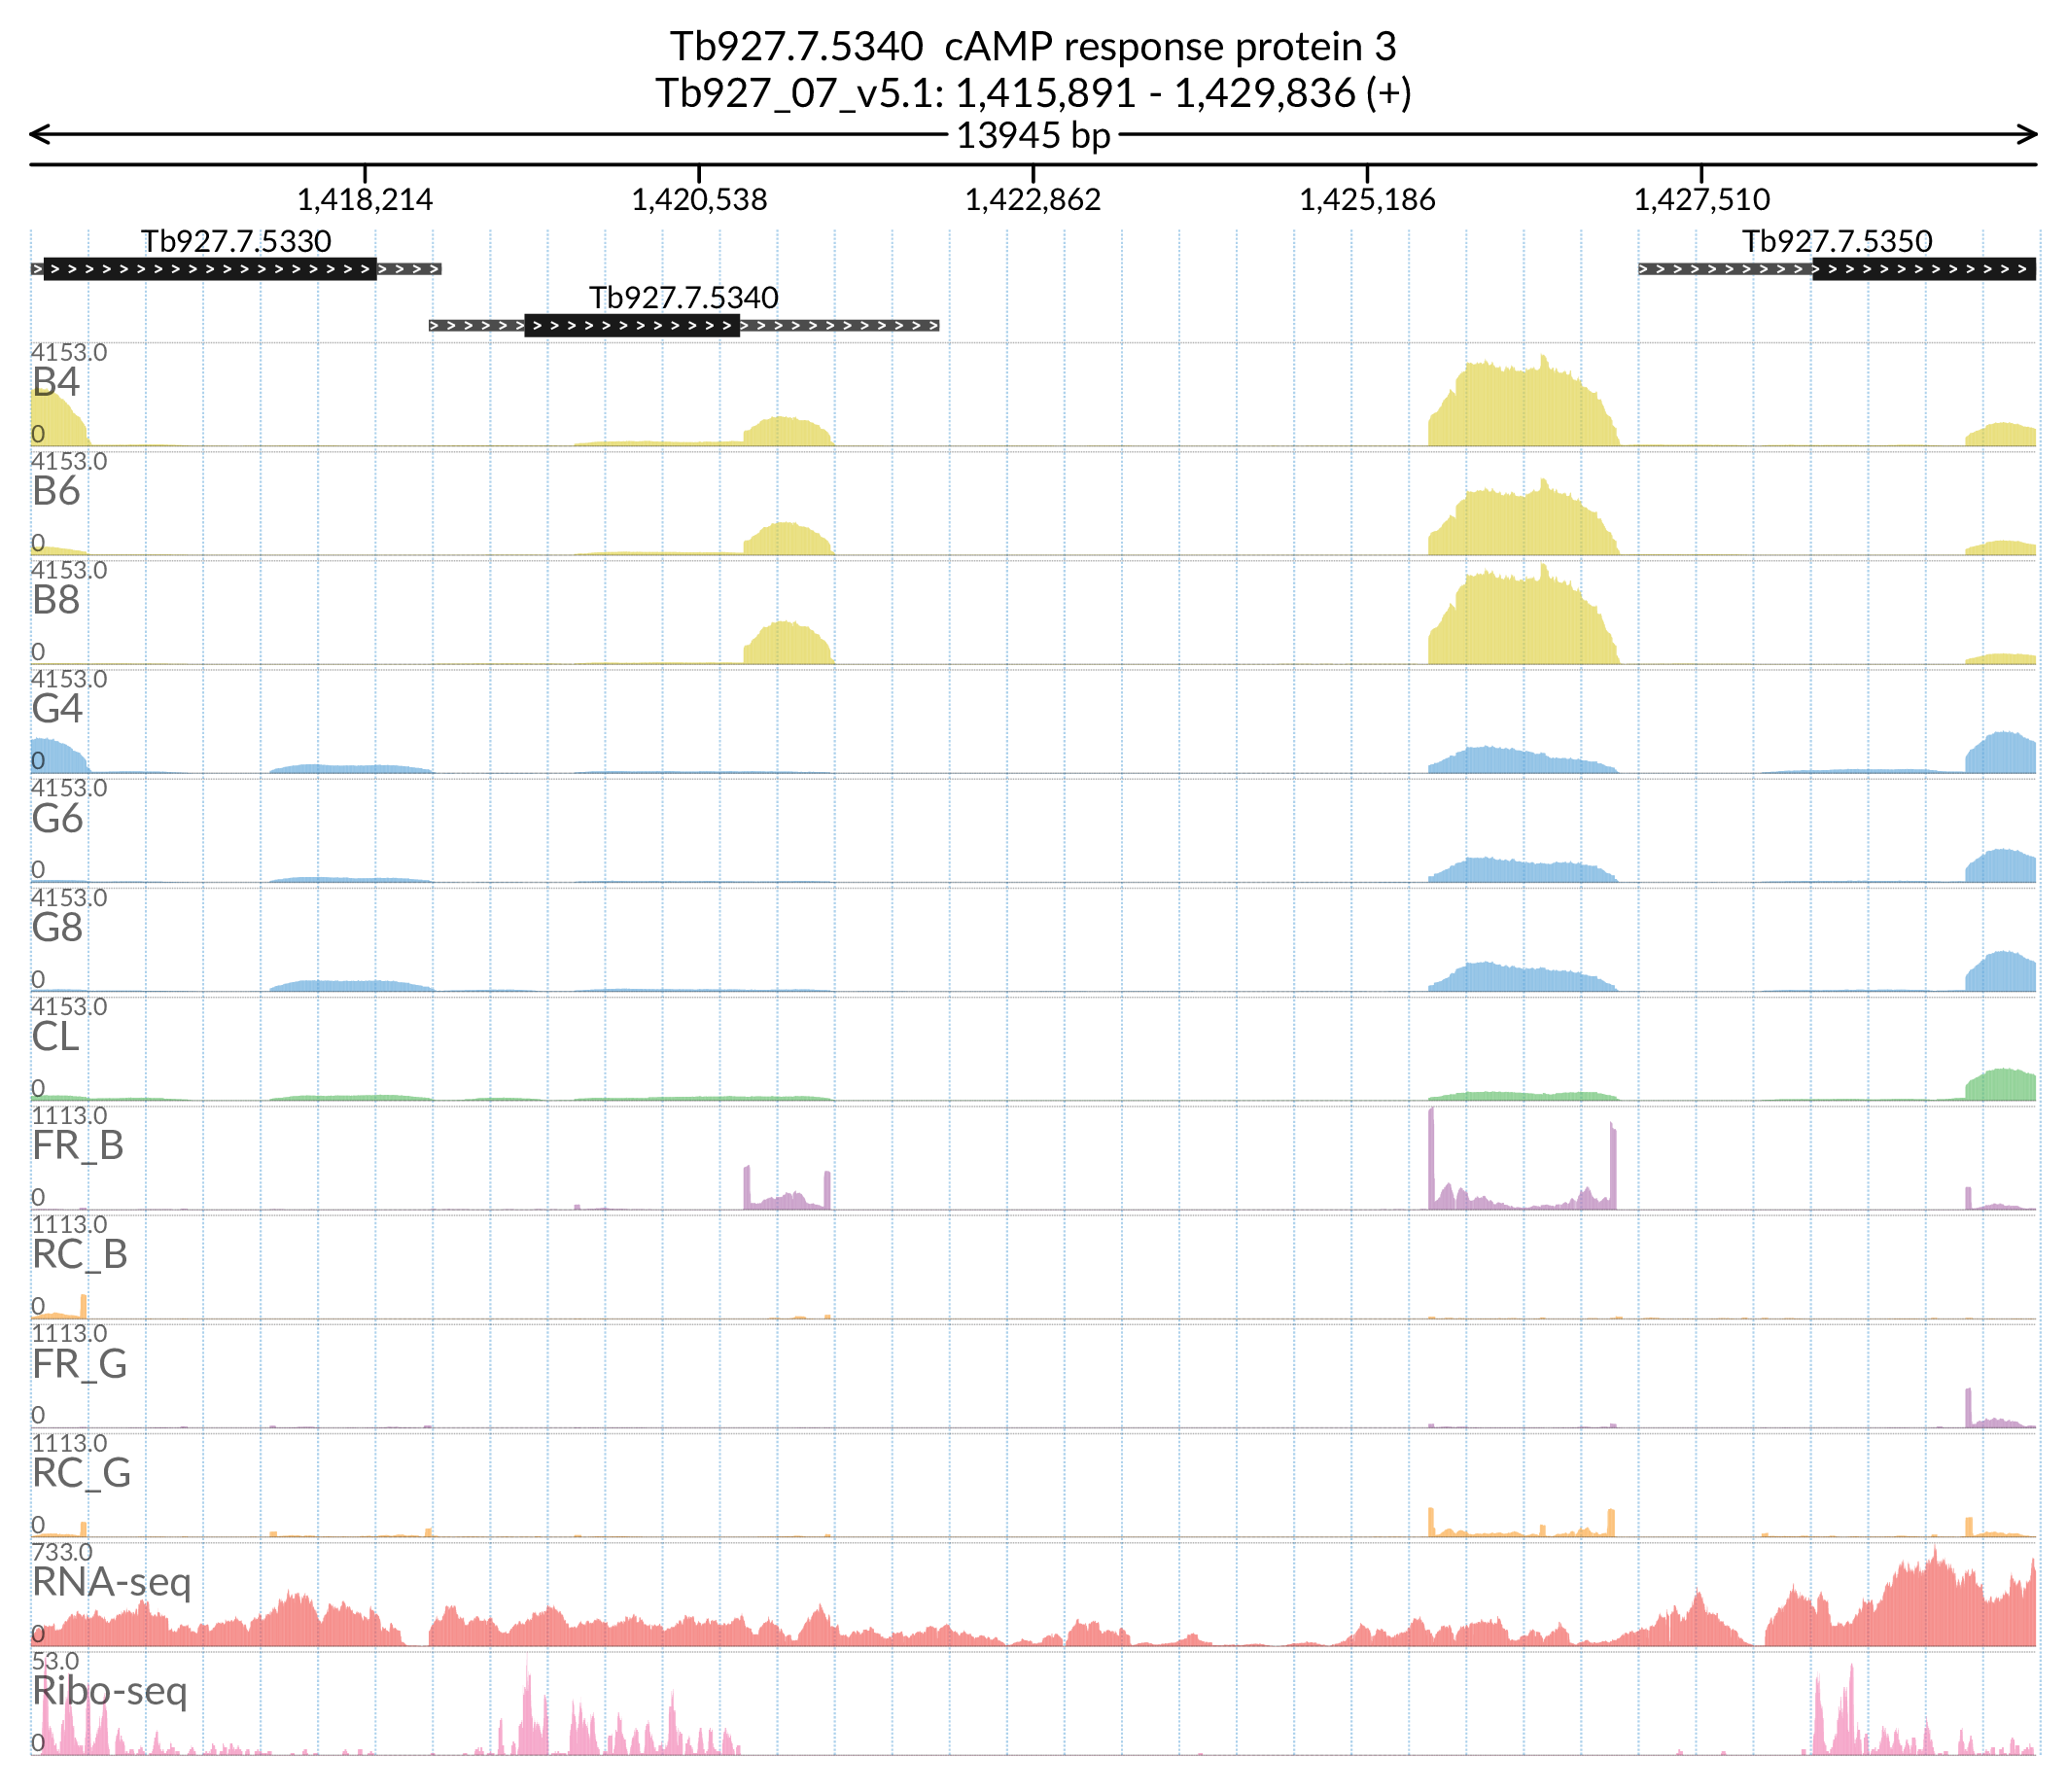 Tb927.7.5340  cAMP response protein 3
Tb927_07_v5.1: 1,415,891 - 1,429,836 (+)
13945 bp
1,418,214 1,420,538 1,422,862 1,425,186 1,427,510
Tb927.7.5330 Tb927.7.5350
Tb927.7.5340
4153.0
B4
0
4153.0
B6
0
4153.0
B8
0
4153.0
G4
0
4153.0
G6
0
4153.0
G8
0
4153.0
CL
0
1113.0
FR_B
0
1113.0
RC_B
0
1113.0
FR_G
0
1113.0
RC_G
0
733.0
RNA-seq
0
53.0
Ribo-seq
0